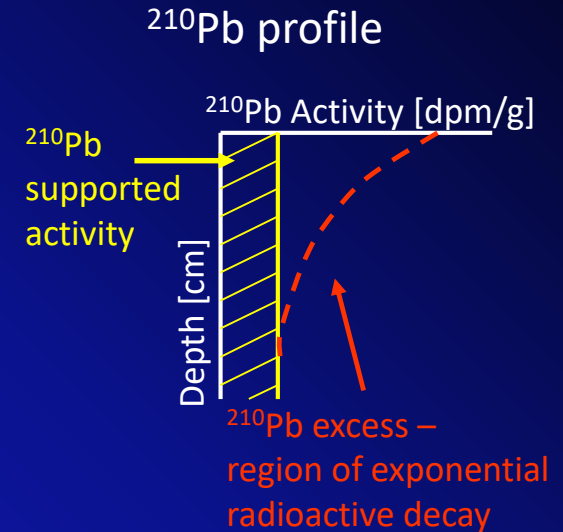 ²¹⁰Pb profile
²¹⁰Pb Activity [dpm/g]
²¹⁰Pb
supported
activity
Depth [cm]
²¹⁰Pb excess –
region of exponential
radioactive decay